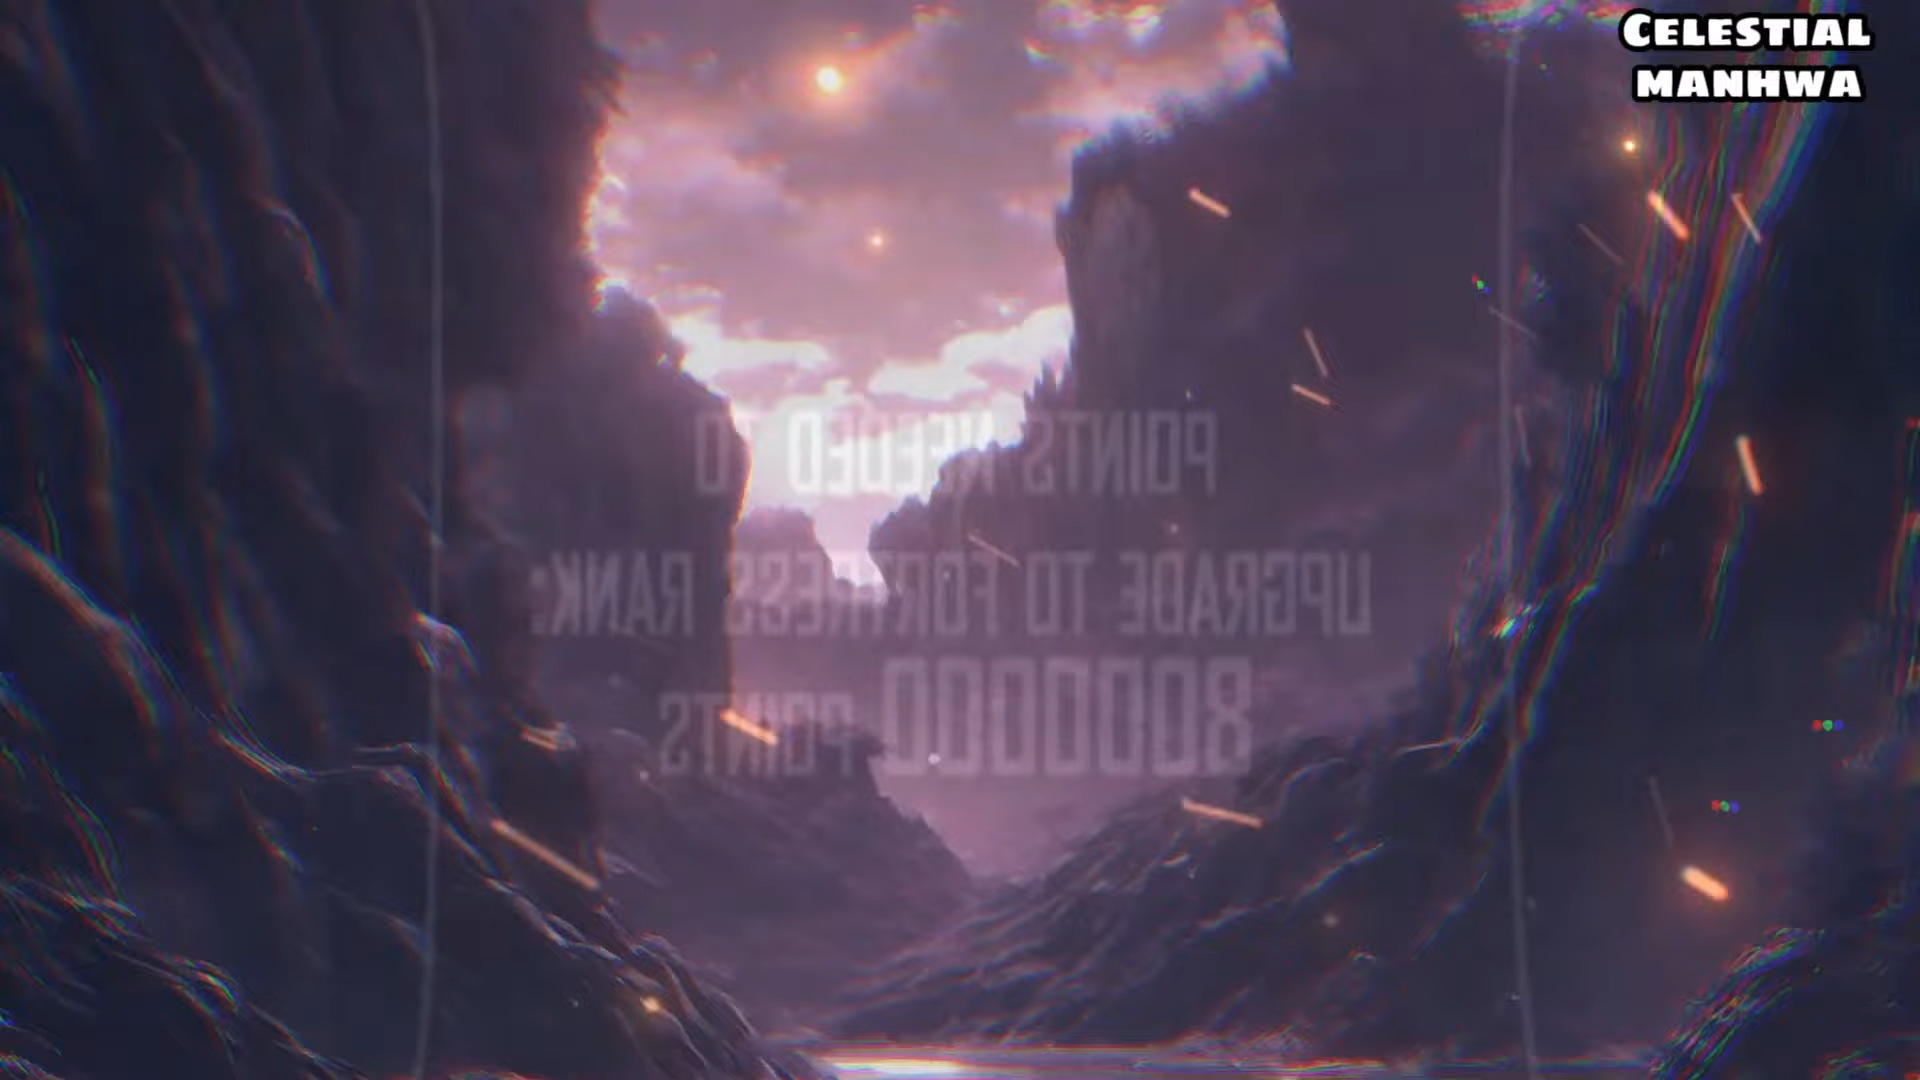 CELESTIAL
MANHWA
POINTS NEEDED TO
UPGRADE TO FORTRESS RANK:
8000000 POINTS